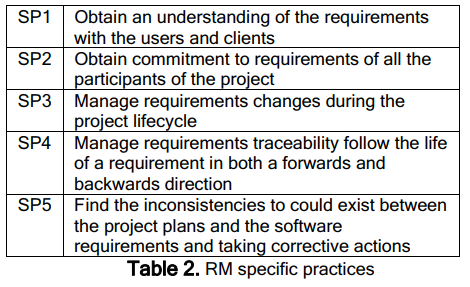 SP1 Obtain an understanding of the requirements
with the users and clients
SP2 Obtain commitment to requirements of all the
participants of the project
SP3 Manage requirements changes during the
project lifecycle
SP4 Manage requirements traceability follow the life
of a requirement in both a forwards and
backwards direction
SP5 Find the inconsistencies to could exist between
the project plans and the software
requirements and taking corrective actions
Table 2. RM specific practices